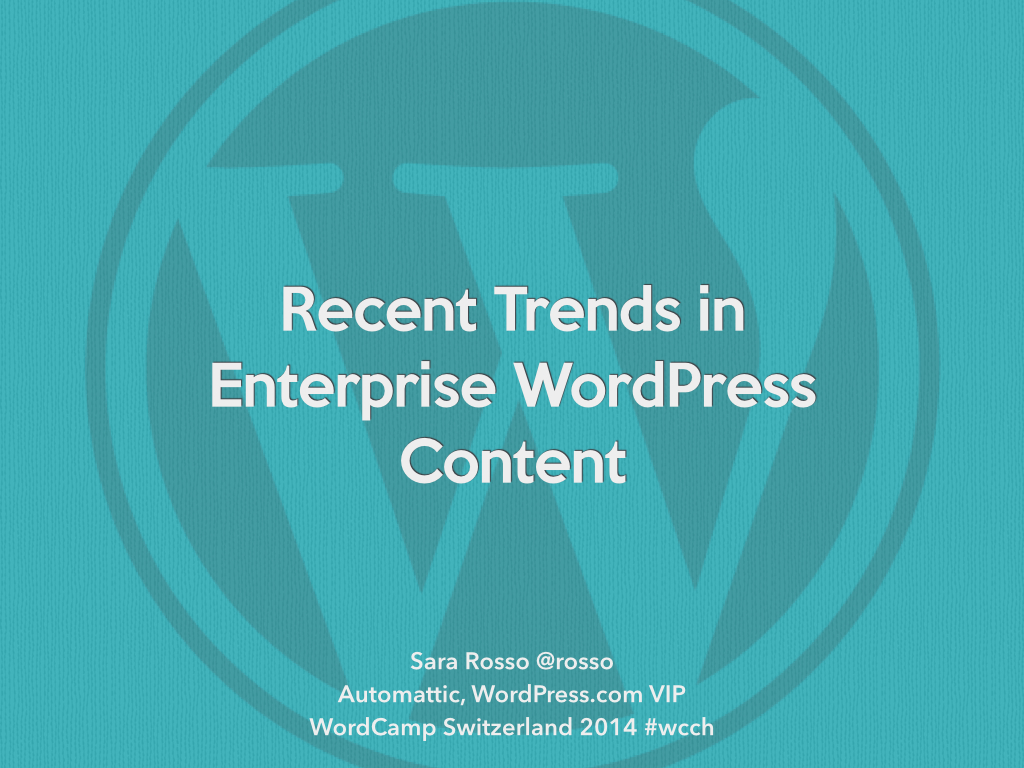 Recent Trends in
Enterprise WordPress
Content
Sara Rosso @rosso
Automattic, WordPress.com VIP
WordCamp Switzerland 2014 #wcch